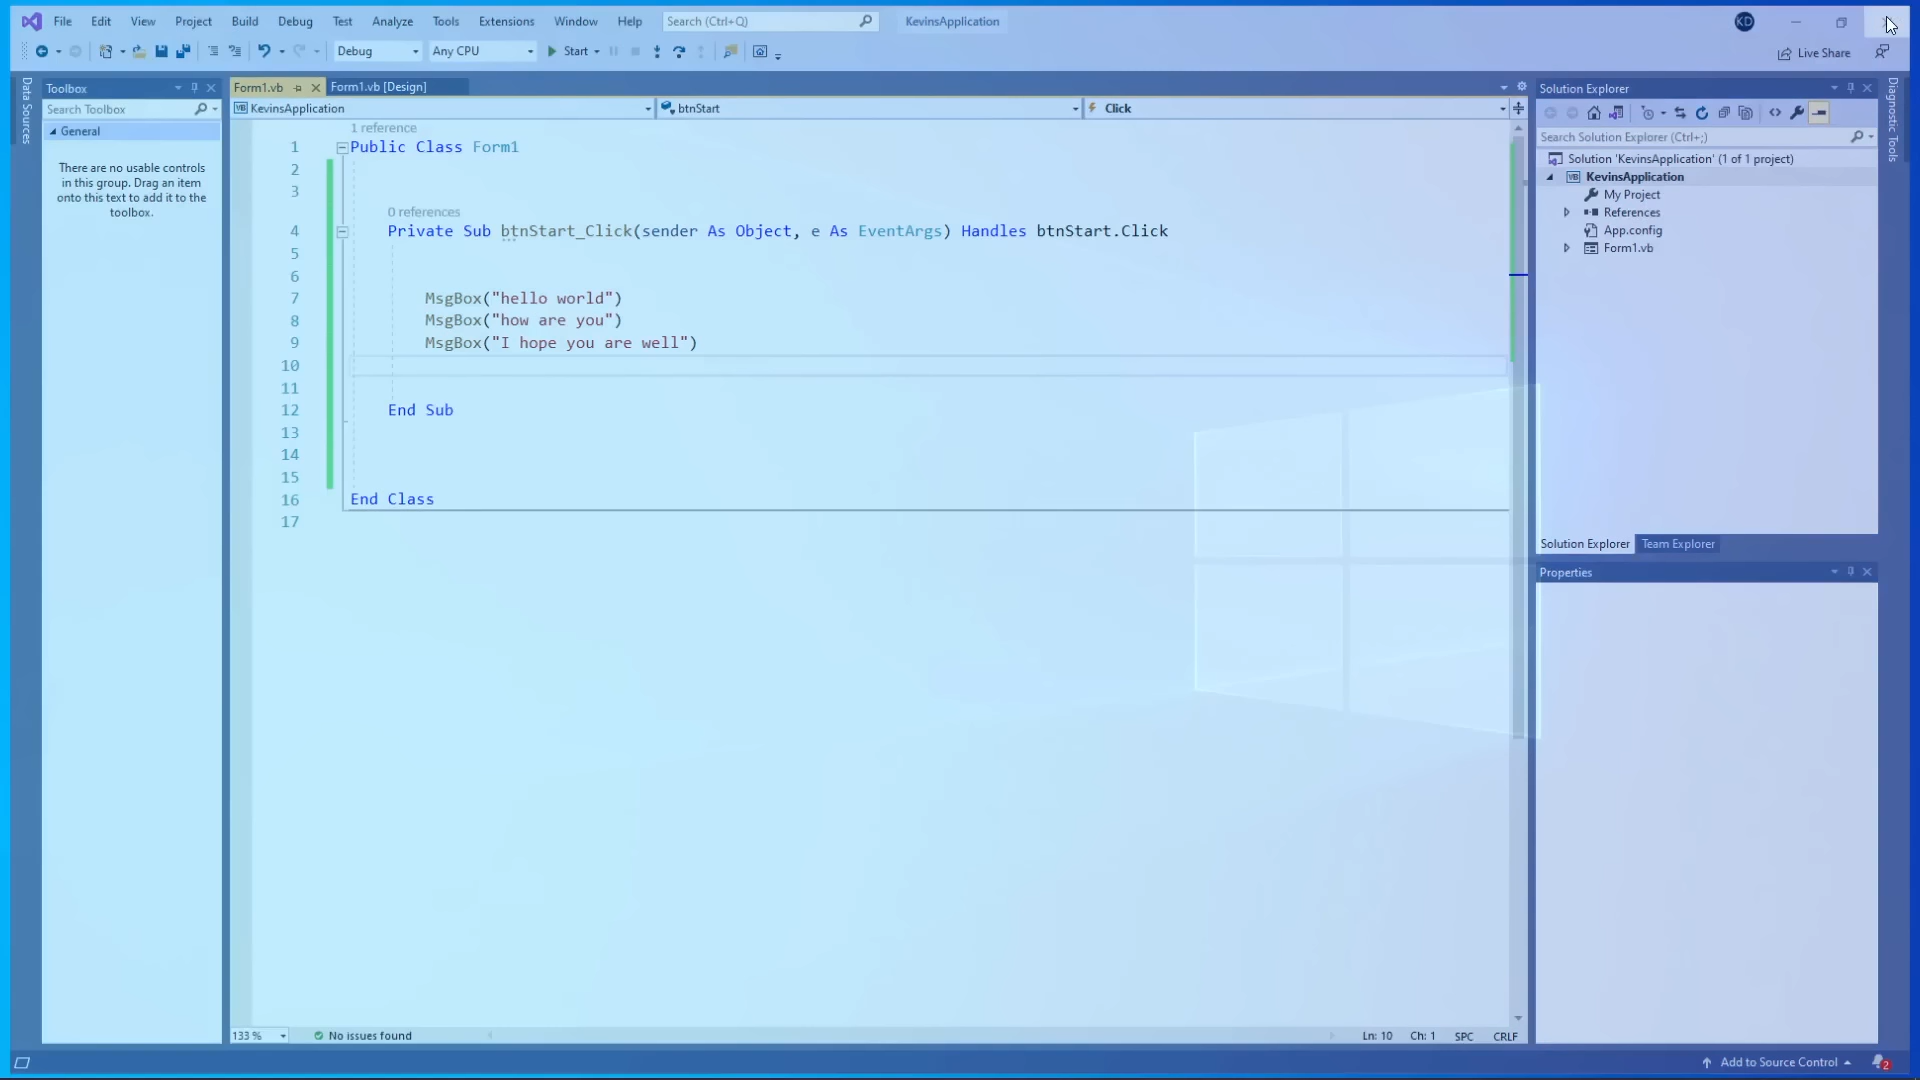 File Edit View Project Build Debug Test Analyze Tools Extensions Window Help Search (Ctrl+Q) KevinsApplication KD
Debug Any CPU Start Live Share
Data Sources
Toolbox
Search Toolbox
General
There are no usable controls
in this group. Drag an item
onto this text to add it to the
toolbox.
Form1.vb Form1.vb [Design]
KevinsApplication btnStart Click
1 reference
1 Public Class Form1
2
3
0 references
4 Private Sub btnStart_Click(sender As Object, e As EventArgs) Handles btnStart.Click
5
6
7 MsgBox("hello world")
8 MsgBox("how are you")
9 MsgBox("I hope you are well")
10
11
12 End Sub
13
14
15
16 End Class
17
133 % No issues found Ln: 10 Ch: 1 SPC CRLF
Solution Explorer
Search Solution Explorer (Ctrl+;)
Solution 'KevinsApplication' (1 of 1 project)
VB KevinsApplication
My Project
References
App.config
Form1.vb
Solution Explorer Team Explorer
Properties
Diagnostic Tools
Add to Source Control 2